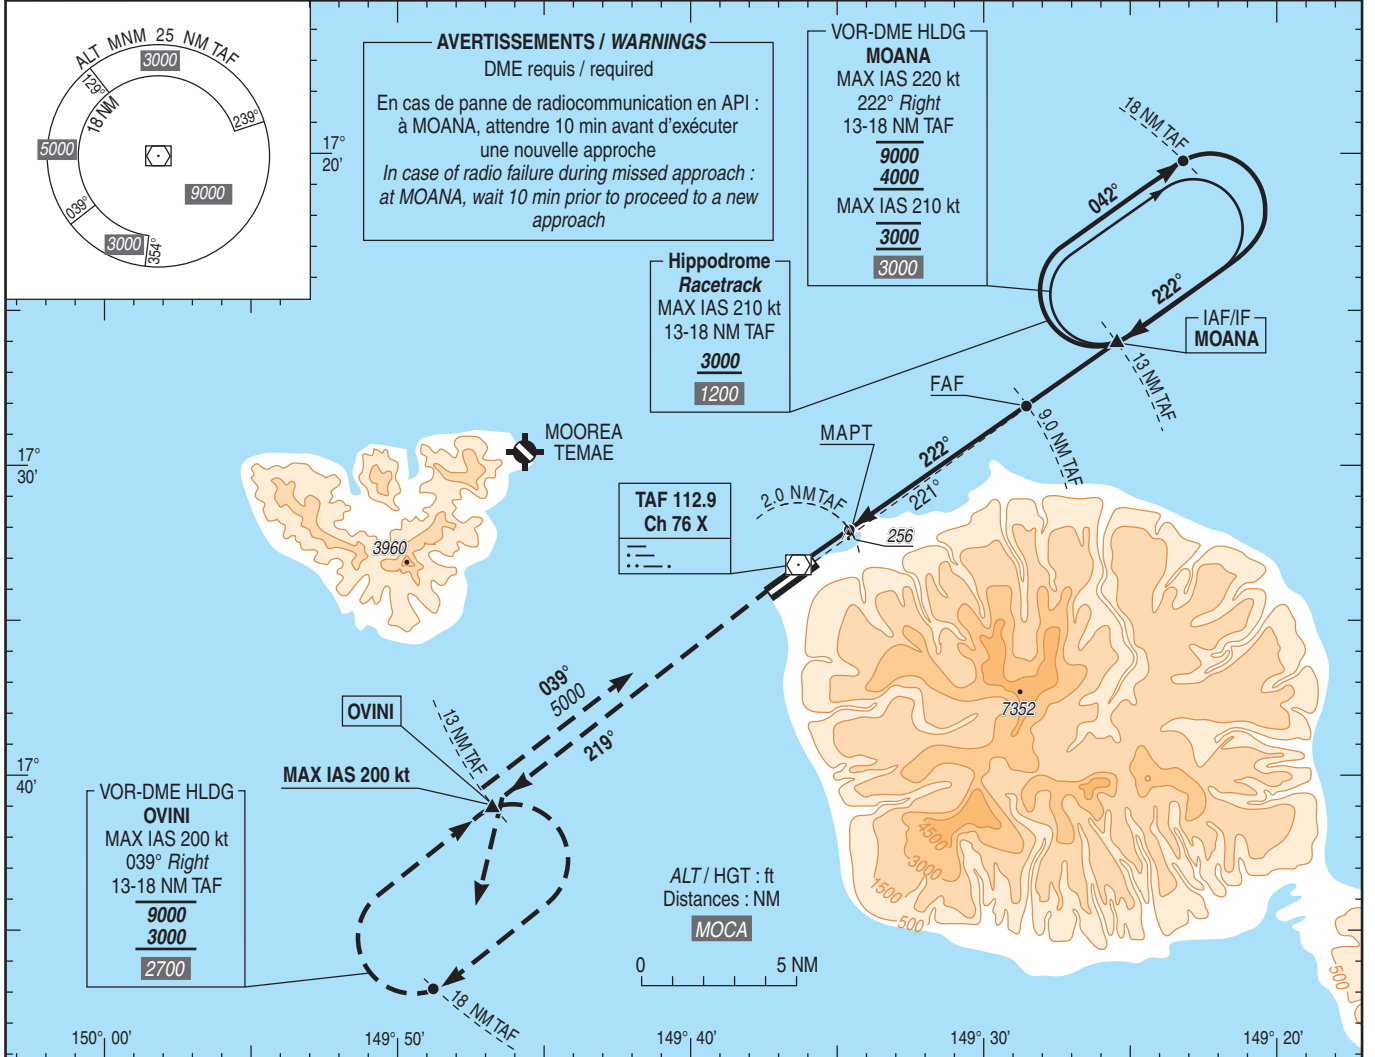 ALT MNM 25 NM TAF
3000
129°
18 NM
239°
5000
9000
039°
3000
354°
AVERTISSEMENTS / WARNINGS
DME requis / required
En cas de panne de radiocommunication en API :
à MOANA, attendre 10 min avant d'exécuter
une nouvelle approche
In case of radio failure during missed approach :
at MOANA, wait 10 min prior to proceed to a new
approach
VOR-DME HLDG
MOANA
MAX IAS 220 kt
222° Right
13-18 NM TAF
9000
4000
MAX IAS 210 kt
3000
3000
Hippodrome
Racetrack
MAX IAS 210 kt
13-18 NM TAF
3000
1200
18 NM TAF
042°
222°
IAF/IF
MOANA
13 NM TAF
FAF
9.0 NM TAF
MAPT
222°
221°
2.0 NM TAF
256
TAF 112.9
Ch 76 X
MOOREA
TEMAE
3960
7352
4500
3000
1500
500
500
039°
5000
219°
OVINI
13 NM TAF
MAX IAS 200 kt
VOR-DME HLDG
OVINI
MAX IAS 200 kt
039° Right
13-18 NM TAF
9000
3000
2700
18 NM TAF
ALT / HGT : ft
Distances : NM
MOCA
0 5 NM
17°
20'
17°
30'
17°
40'
150° 00' 149° 50' 149° 40' 149° 30' 149° 20'